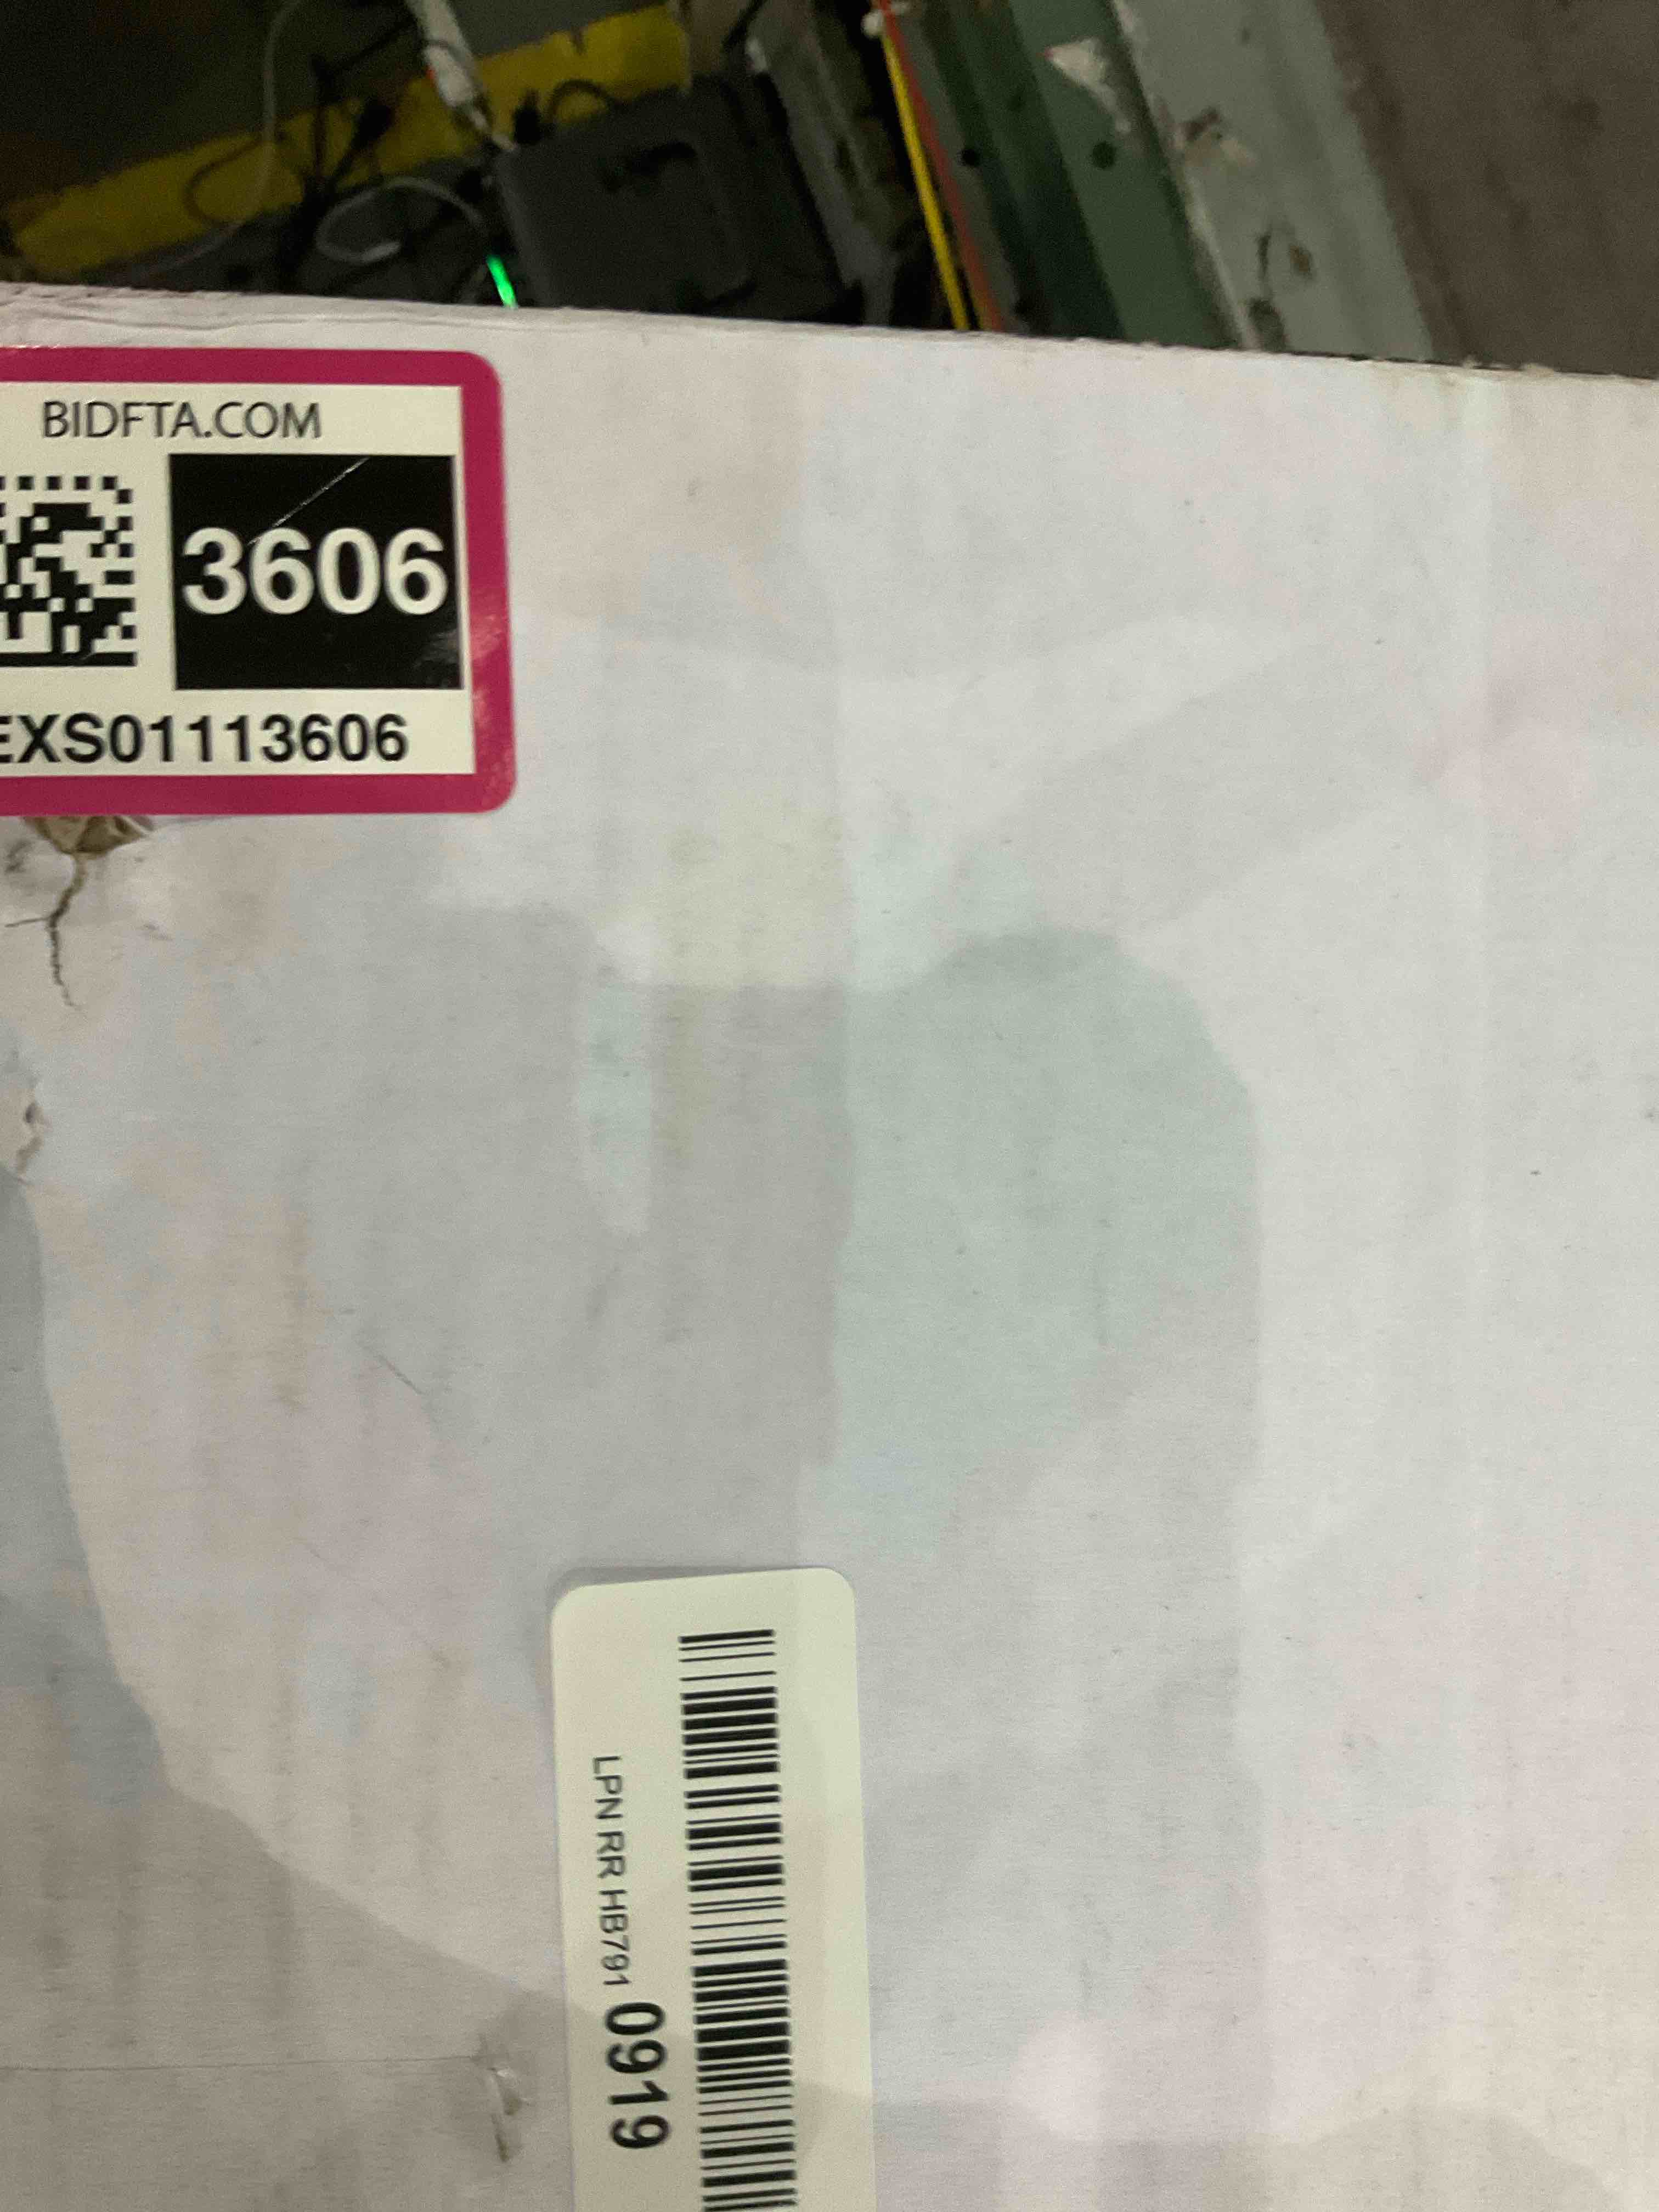 BIDFTA.COM
3606
EXS01113606
LPN RR HB791 0919